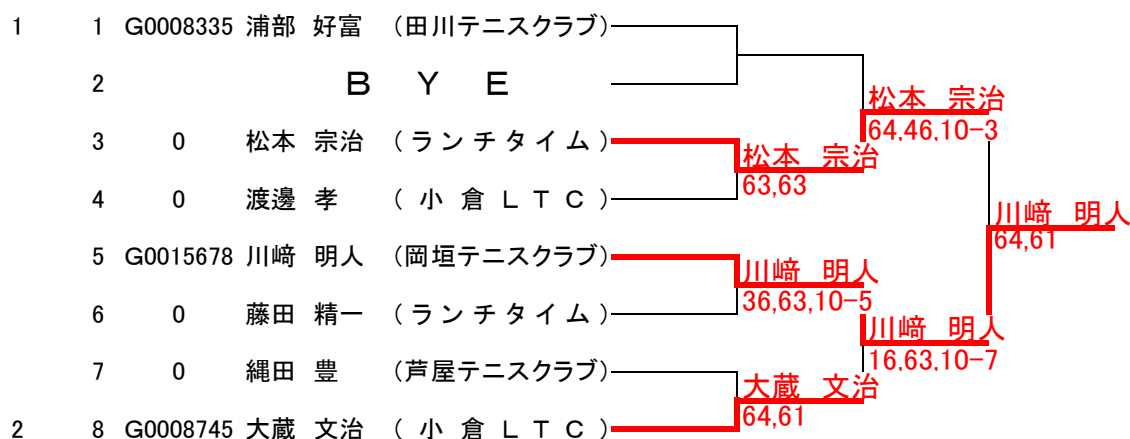 1 1 G0008335 浦部 好富 (田川テニスクラブ)
2 B Y E
松本 宗治
64,46,10-3
3 0 松本 宗治 (ランチタイム)
松本 宗治
63,63
4 0 渡邊 孝 (小倉LTC)
川﨑 明人
64,61
5 G0015678 川﨑 明人 (岡垣テニスクラブ)
川﨑 明人
36,63,10-5
6 0 藤田 精一 (ランチタイム)
川﨑 明人
16,63,10-7
7 0 縄田 豊 (芦屋テニスクラブ)
大蔵 文治
64,61
2 8 G0008745 大蔵 文治 (小倉LTC)